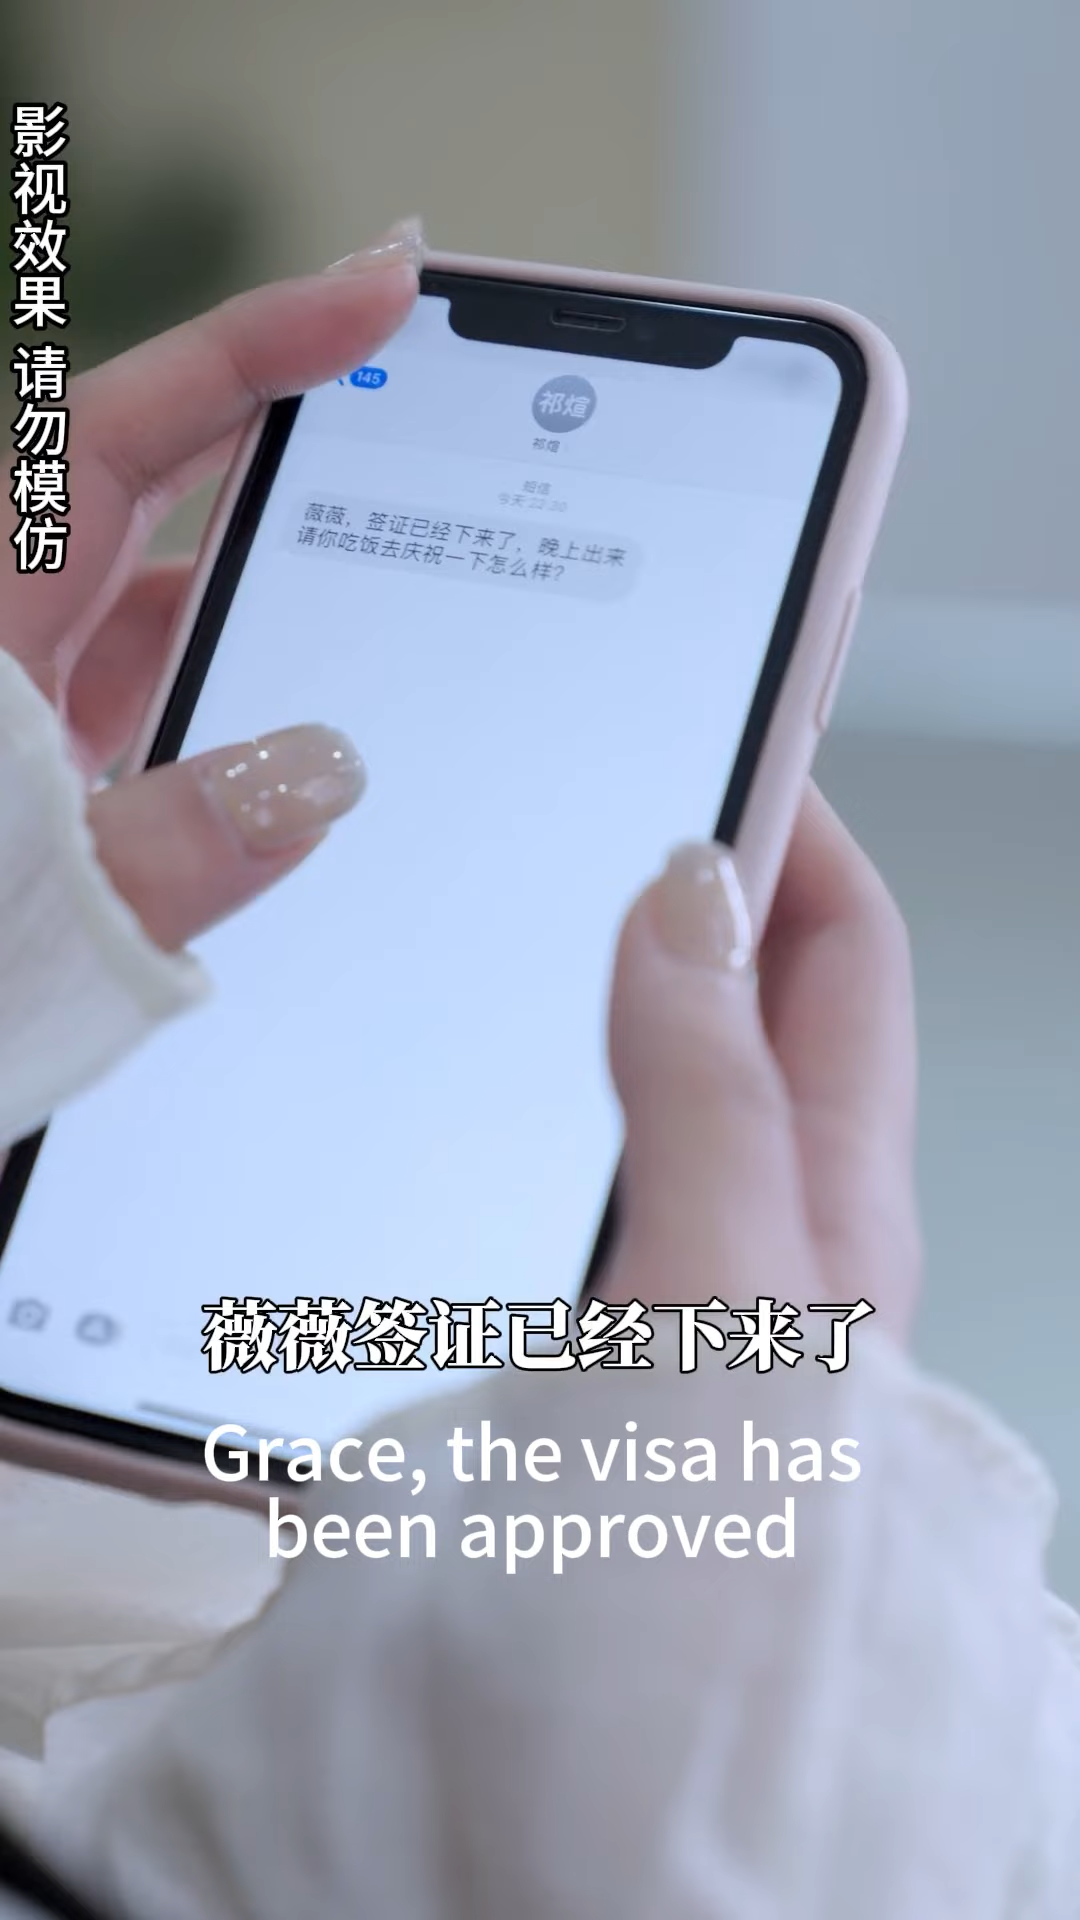 影视效果 请勿模仿
145
祁煊
祁煊
短信
今天 22:30
薇薇，签证已经下来了，晚上出来
请你吃饭去庆祝一下怎么样？
薇薇签证已经下来了
Grace, the visa has
been approved